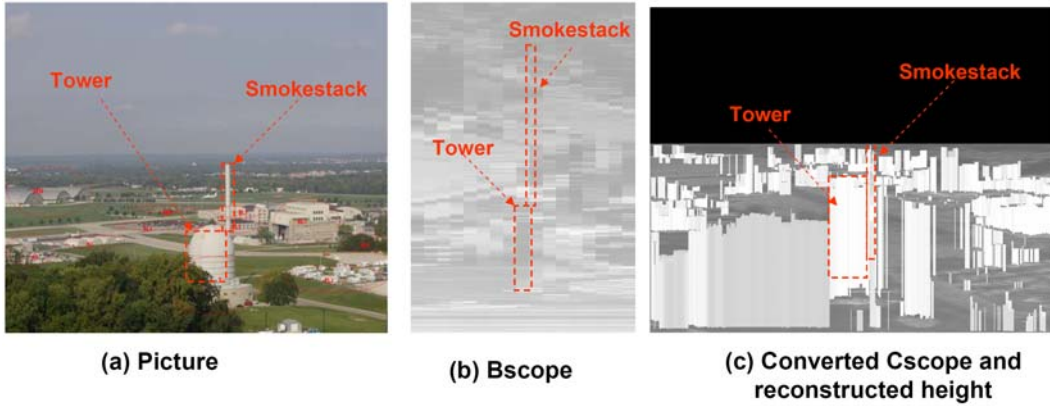 Tower
Smokestack
Smokestack
Tower
Smokestack
Tower
(a) Picture
(b) Bscope
(c) Converted Cscope and
reconstructed height